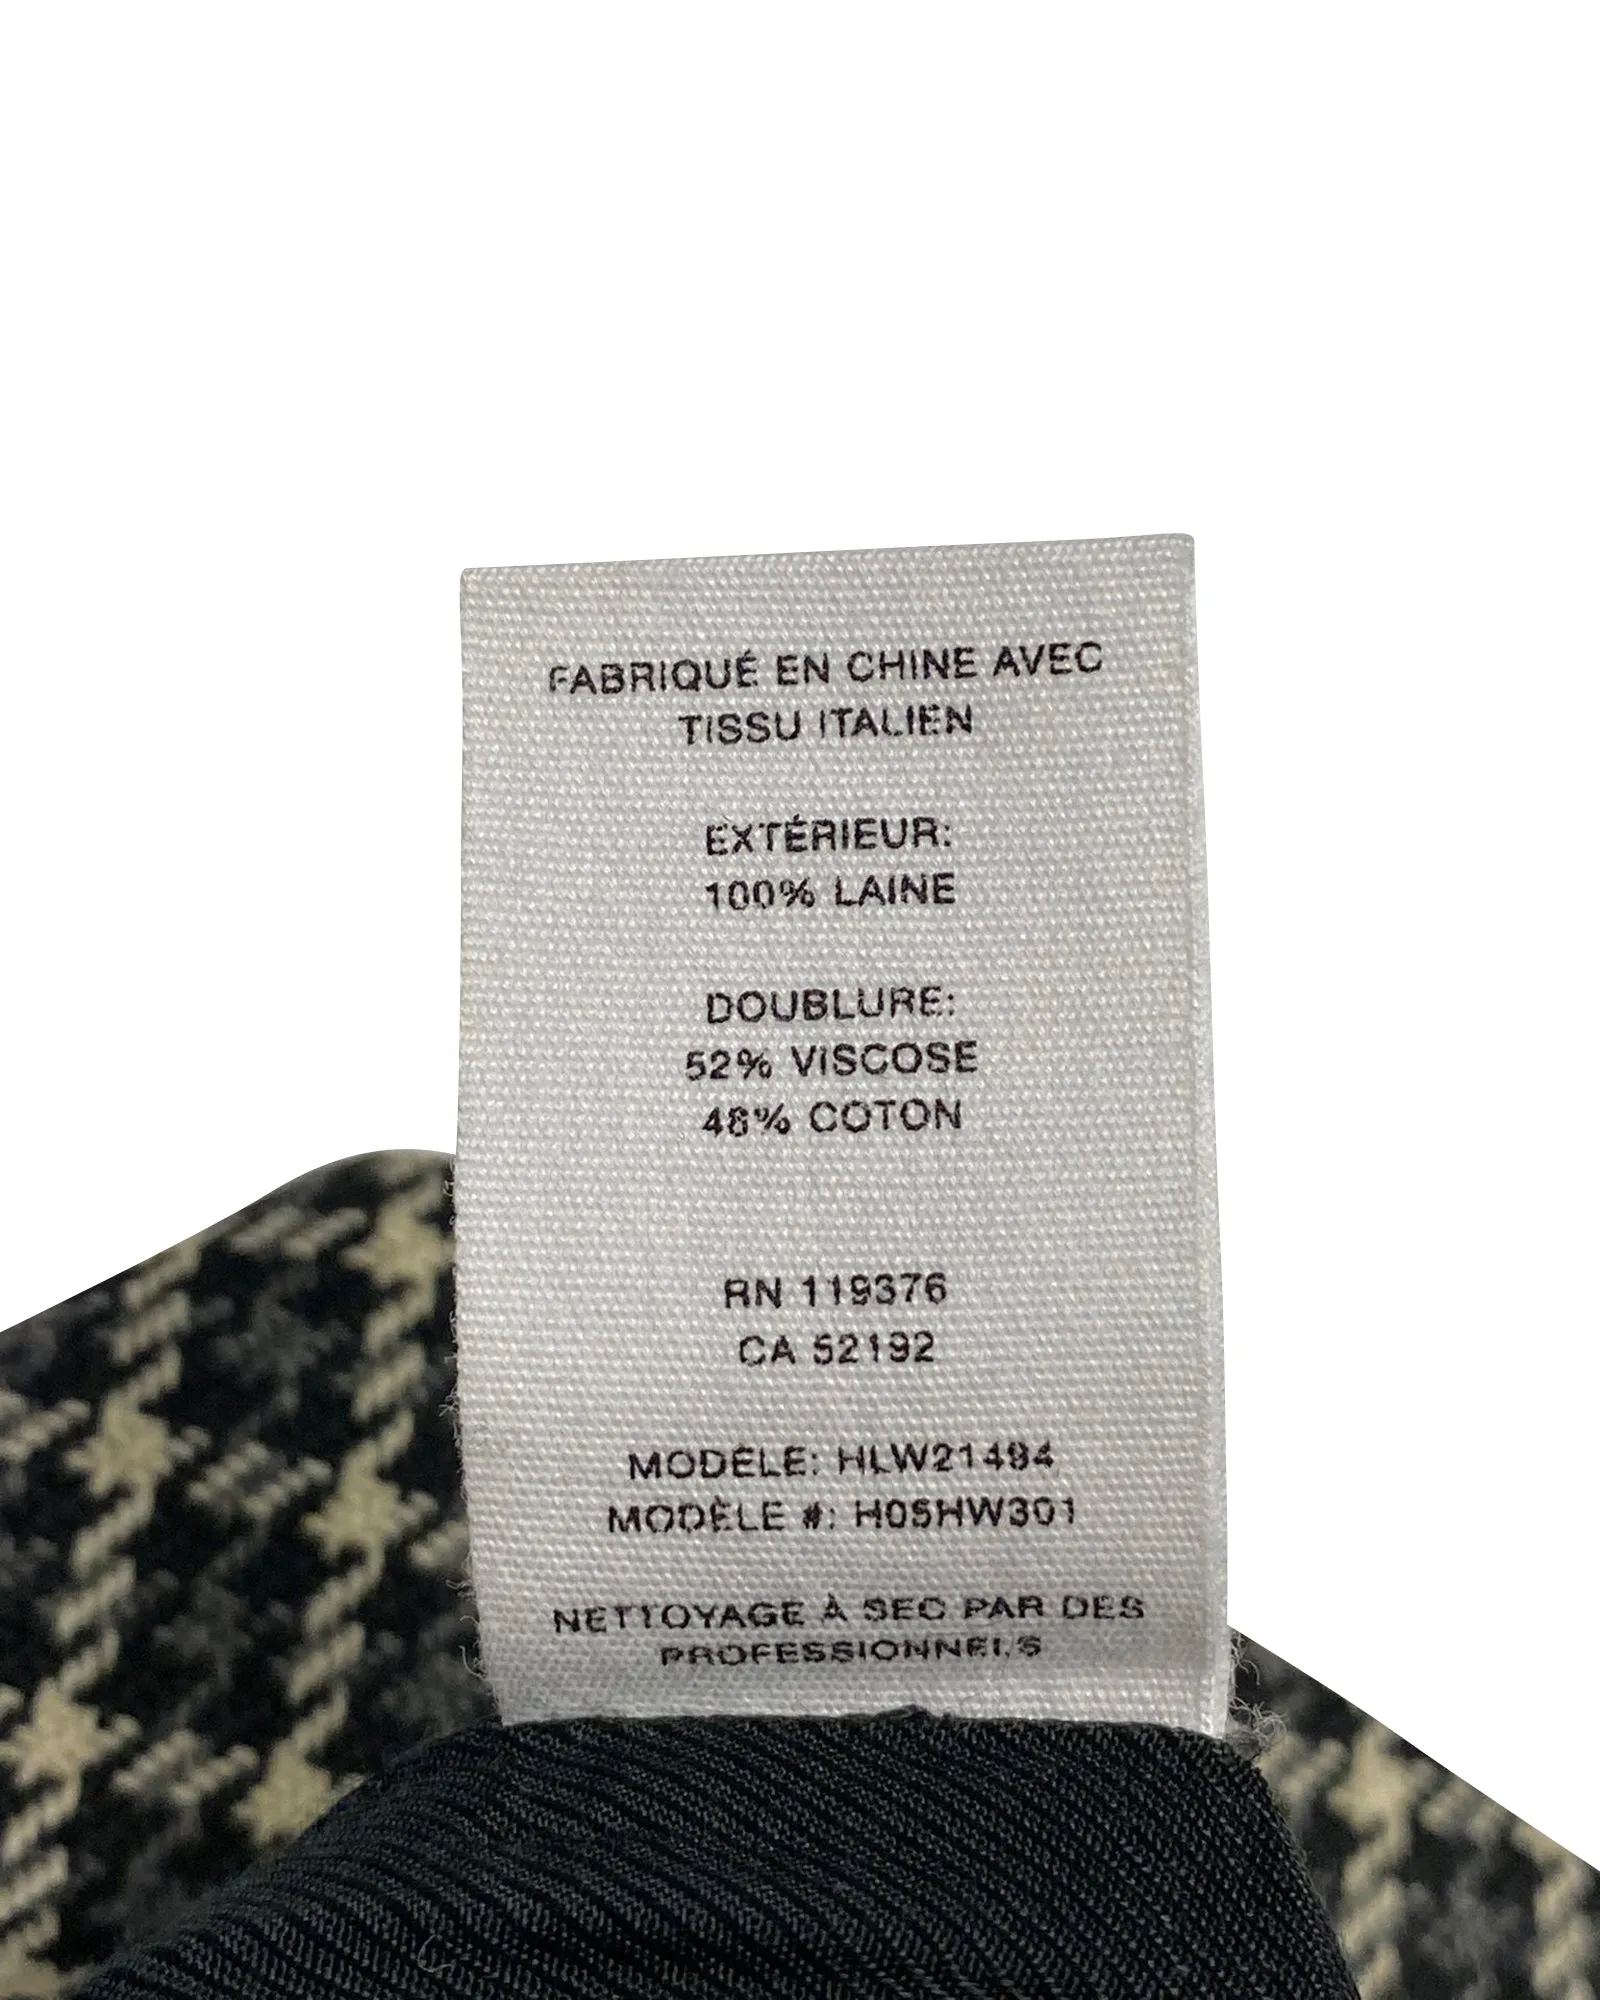 FABRIQUÉ EN CHINE AVEC
TISSU ITALIEN
EXTÉRIEUR:
100% LAINE
DOUBLURE:
52% VISCOSE
48% COTON
RN 119376
CA 52192
MODÈLE: HLW21494
MODÈLE #: H05HW301
NETTOYAGE À SEC PAR DES
PROFESSIONNELS